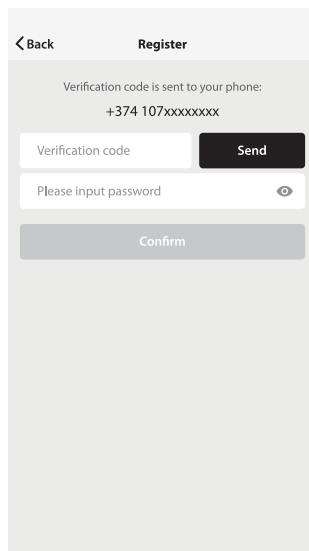 Back Register
Verification code is sent to your phone:
+374 107xxxxxxxx
Verification code Send
Please input password
Confirm